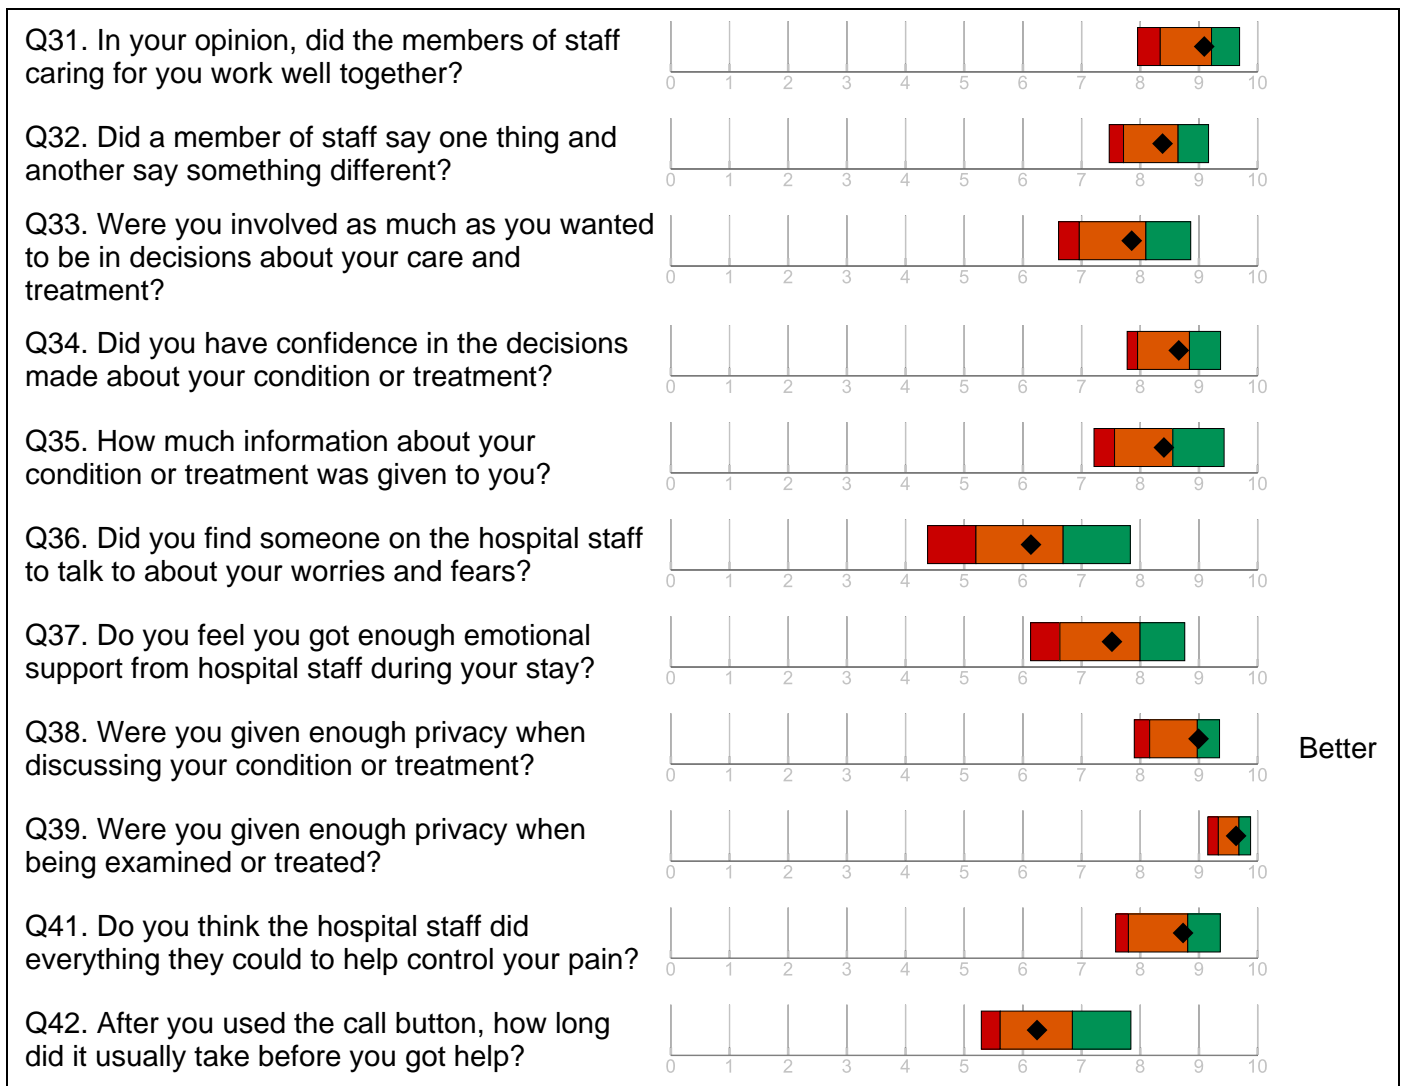 Q31. In your opinion, did the members of staff
caring for you work well together?
0 1 2 3 4 5 6 7 8 9 10
Q32. Did a member of staff say one thing and
another say something different?
0 1 2 3 4 5 6 7 8 9 10
Q33. Were you involved as much as you wanted
to be in decisions about your care and
treatment?
0 1 2 3 4 5 6 7 8 9 10
Q34. Did you have confidence in the decisions
made about your condition or treatment?
0 1 2 3 4 5 6 7 8 9 10
Q35. How much information about your
condition or treatment was given to you?
0 1 2 3 4 5 6 7 8 9 10
Q36. Did you find someone on the hospital staff
to talk to about your worries and fears?
0 1 2 3 4 5 6 7 8 9 10
Q37. Do you feel you got enough emotional
support from hospital staff during your stay?
0 1 2 3 4 5 6 7 8 9 10
Q38. Were you given enough privacy when
discussing your condition or treatment?
0 1 2 3 4 5 6 7 8 9 10
Better
Q39. Were you given enough privacy when
being examined or treated?
0 1 2 3 4 5 6 7 8 9 10
Q41. Do you think the hospital staff did
everything they could to help control your pain?
0 1 2 3 4 5 6 7 8 9 10
Q42. After you used the call button, how long
did it usually take before you got help?
0 1 2 3 4 5 6 7 8 9 10